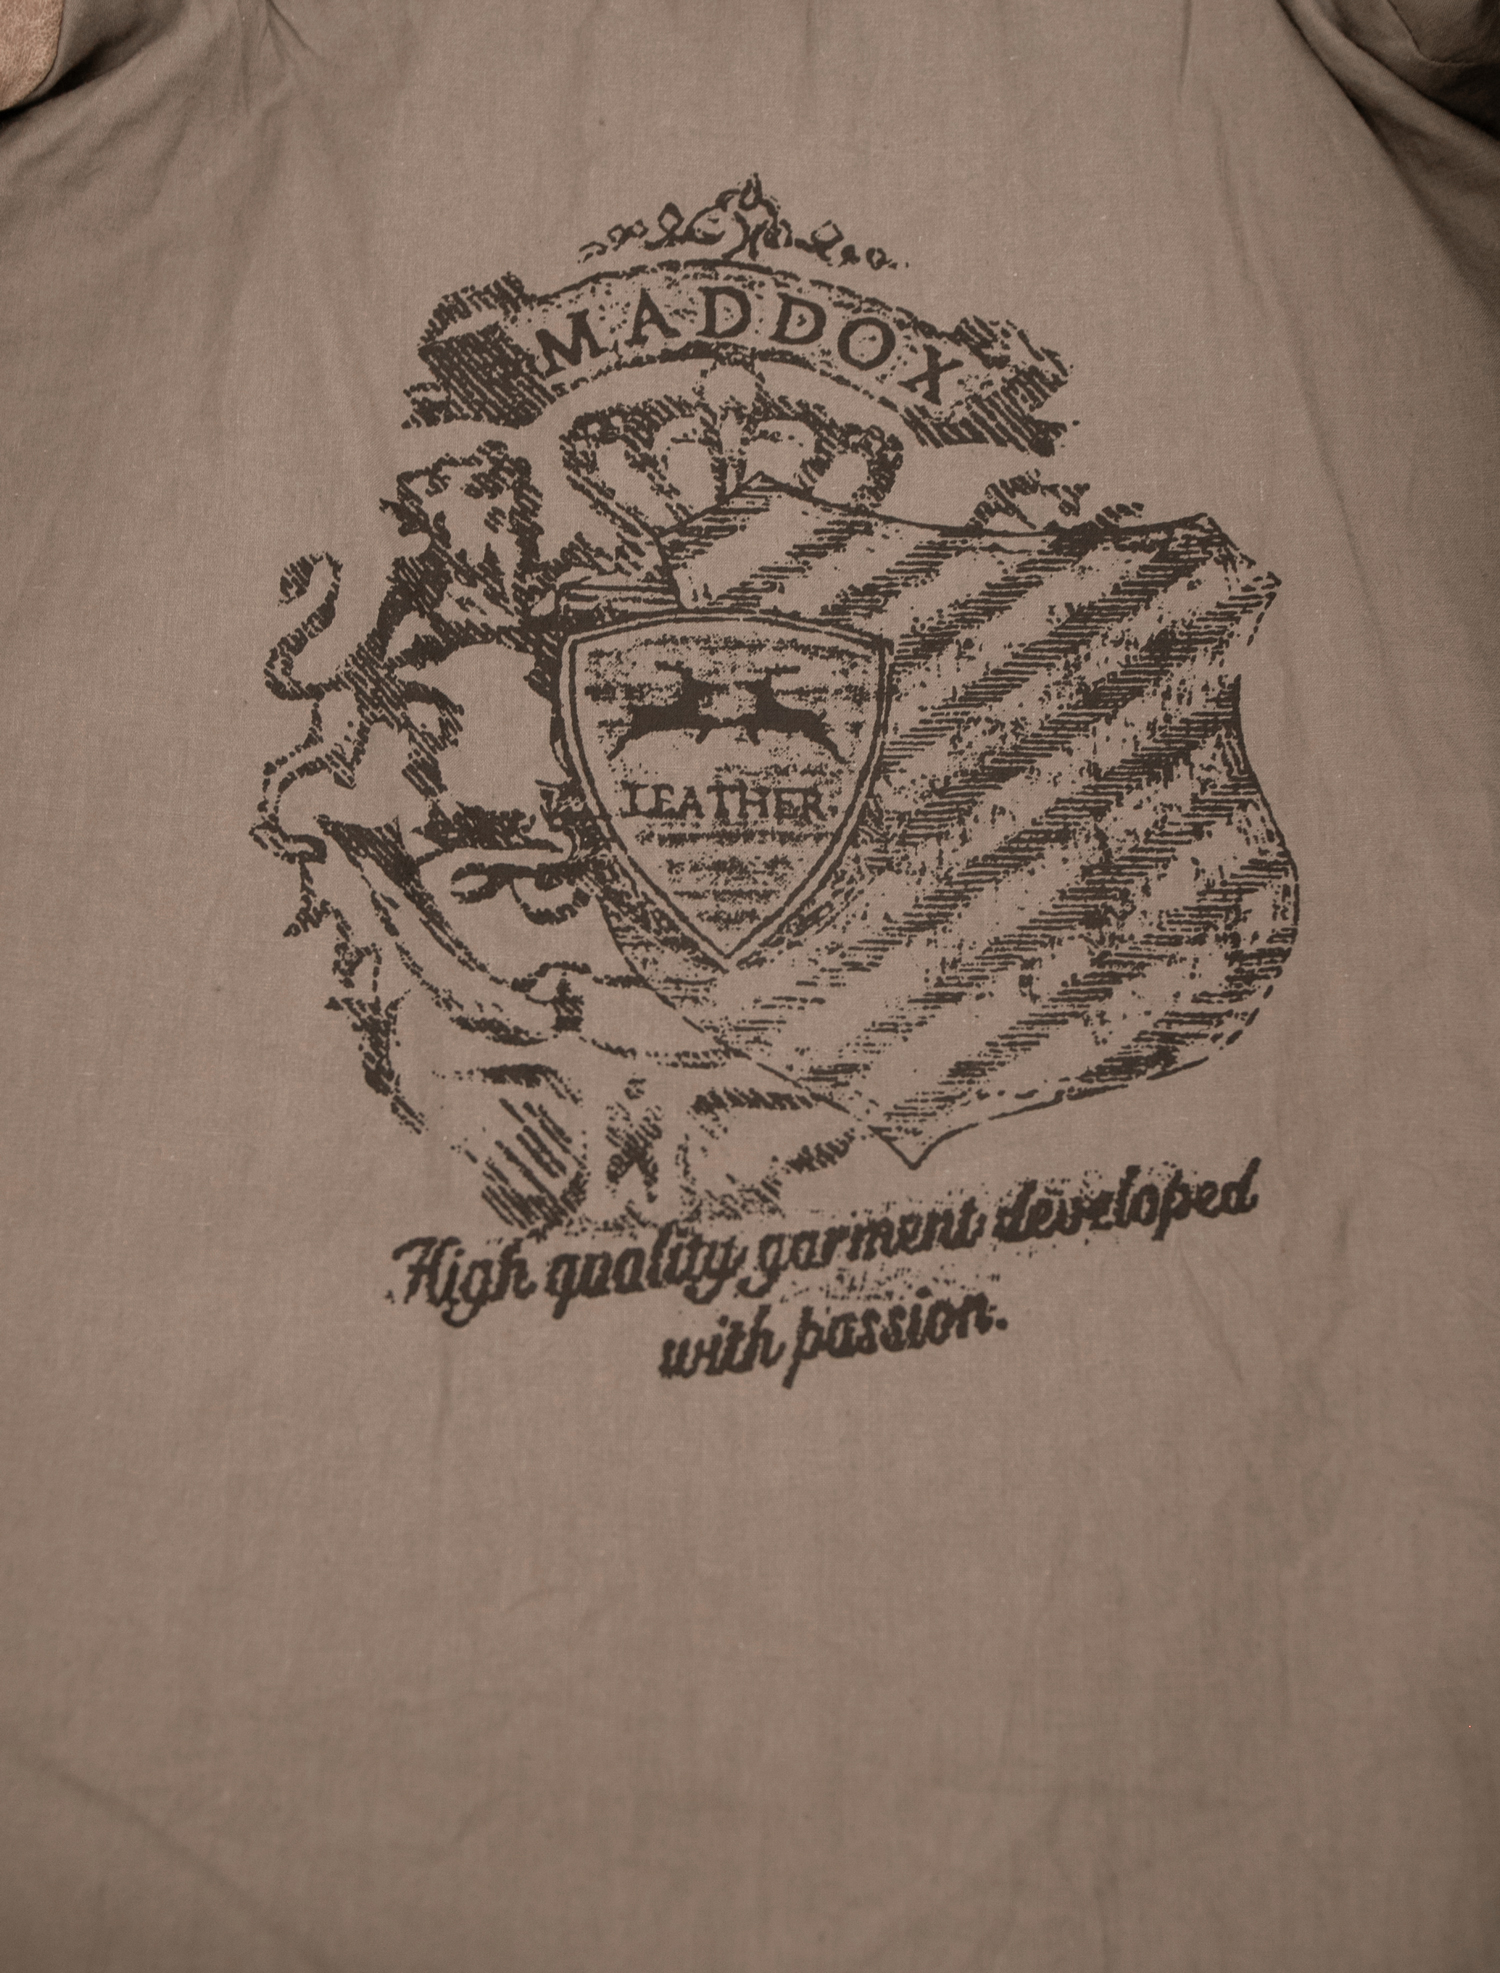 MADDOX
LEATHER
High quality garment developed
with passion.